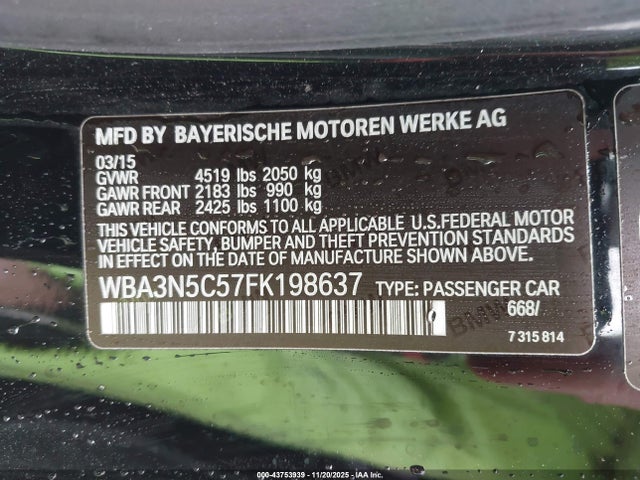 MFD BY BAYERISCHE MOTOREN WERKE AG
03/15
GVWR 4519 lbs 2050 kg
GAWR FRONT 2183 lbs 990 kg
GAWR REAR 2425 lbs 1100 kg
THIS VEHICLE CONFORMS TO ALL APPLICABLE U.S.FEDERAL MOTOR
VEHICLE SAFETY, BUMPER AND THEFT PREVENTION STANDARDS
IN EFFECT ON THE DATE OF MANUFACTURE SHOWN ABOVE.
WBA3N5C57FK198637 TYPE: PASSENGER CAR
668/
7 315 814
000-43753939 | 11/20/2025 | IAA Inc.